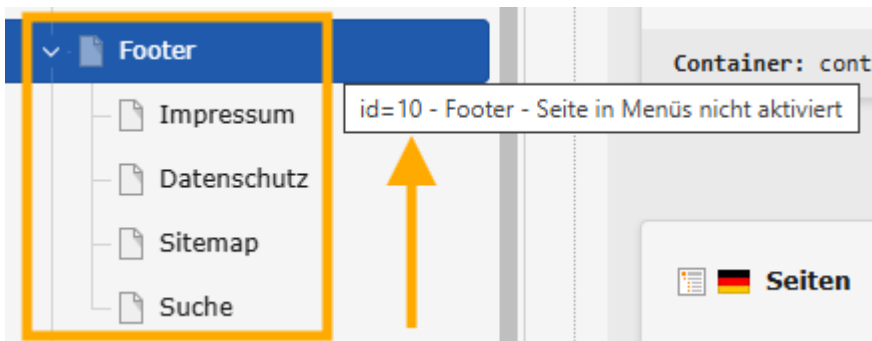 Footer
Container: cont
Impressum
id=10 - Footer - Seite in Menüs nicht aktiviert
Datenschutz
Sitemap
Seiten
Suche